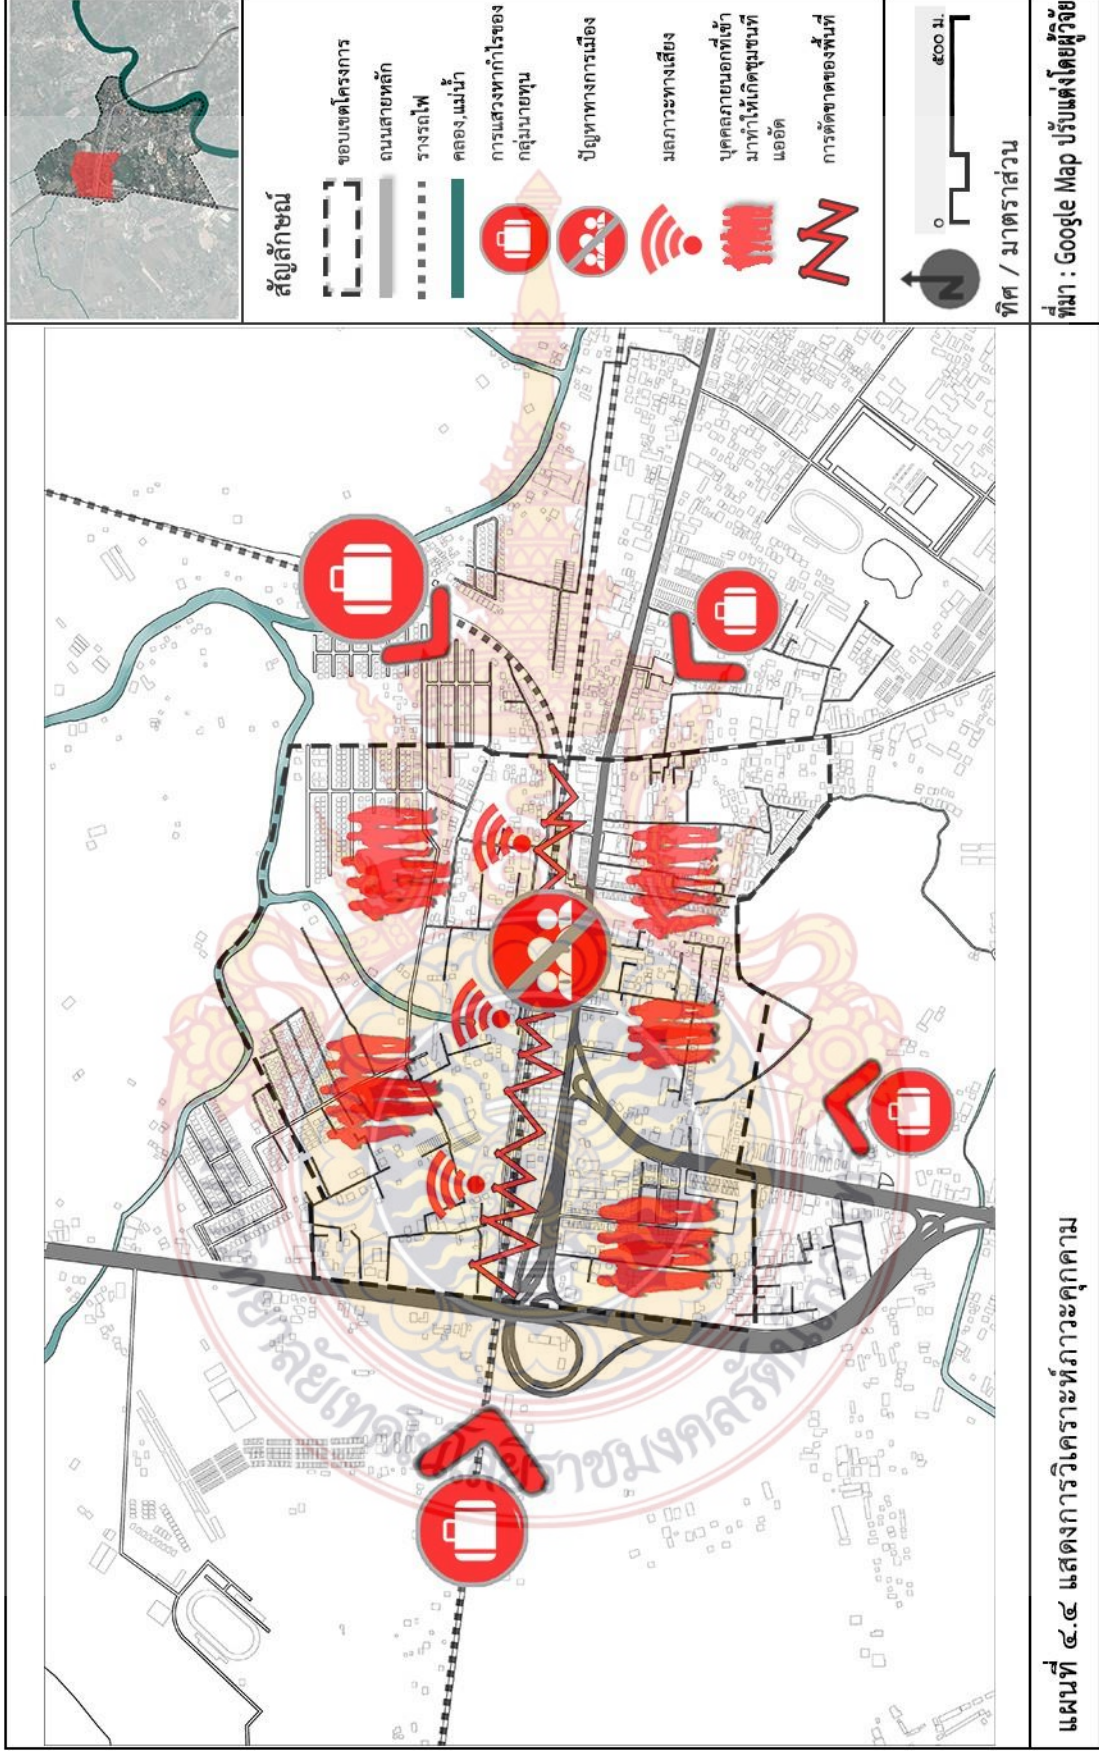 สัญลักษณ์
ขอบเขตโครงการ
ถนนสายหลัก
รางรถไฟ
คลอง,แม่น้ำ
การแสวงหากำไรของ
กลุ่มนายทุน
ปัญหาทางการเมือง
มลภาวะทางเสียง
บุคคลภายนอกที่เข้า
มาทำให้เกิดชุมชนที่
แออัด
การตัดขาดของพื้นที่
N
๐ ๕๐๐ ม.
ทิศ / มาตราส่วน
แผนที่ ๔.๔ แสดงการวิเคราะห์ภาวะคุกคาม
ที่มา : Google Map ปรับแต่งโดยผู้วิจัย